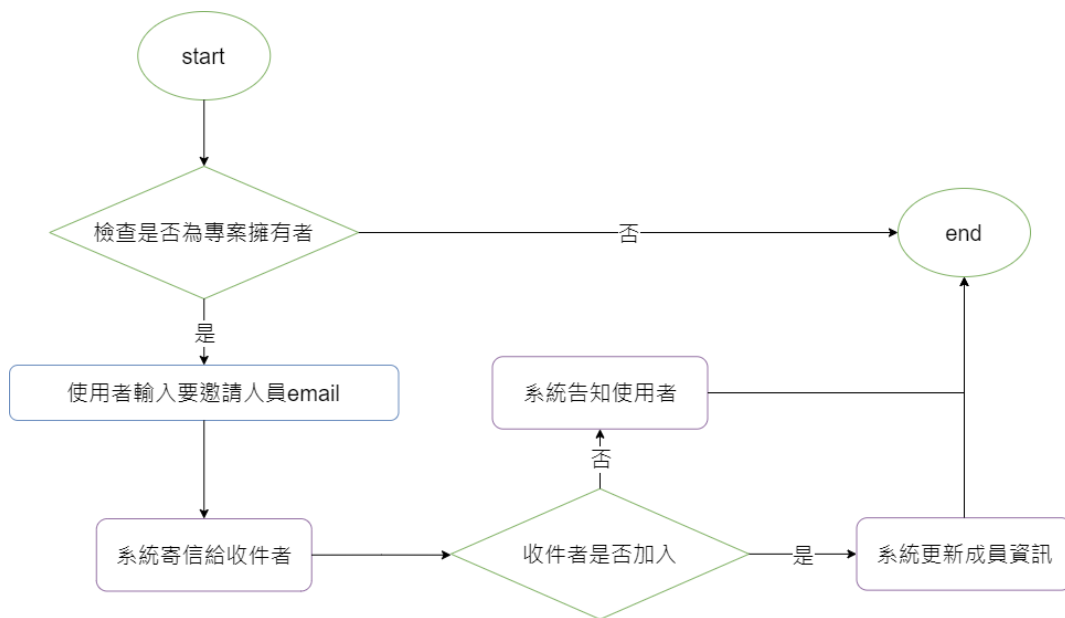 start
檢查是否為專案擁有者
否
end
是
使用者輸入要邀請人員email
系統告知使用者
否
系統寄信給收件者
收件者是否加入
是
系統更新成員資訊